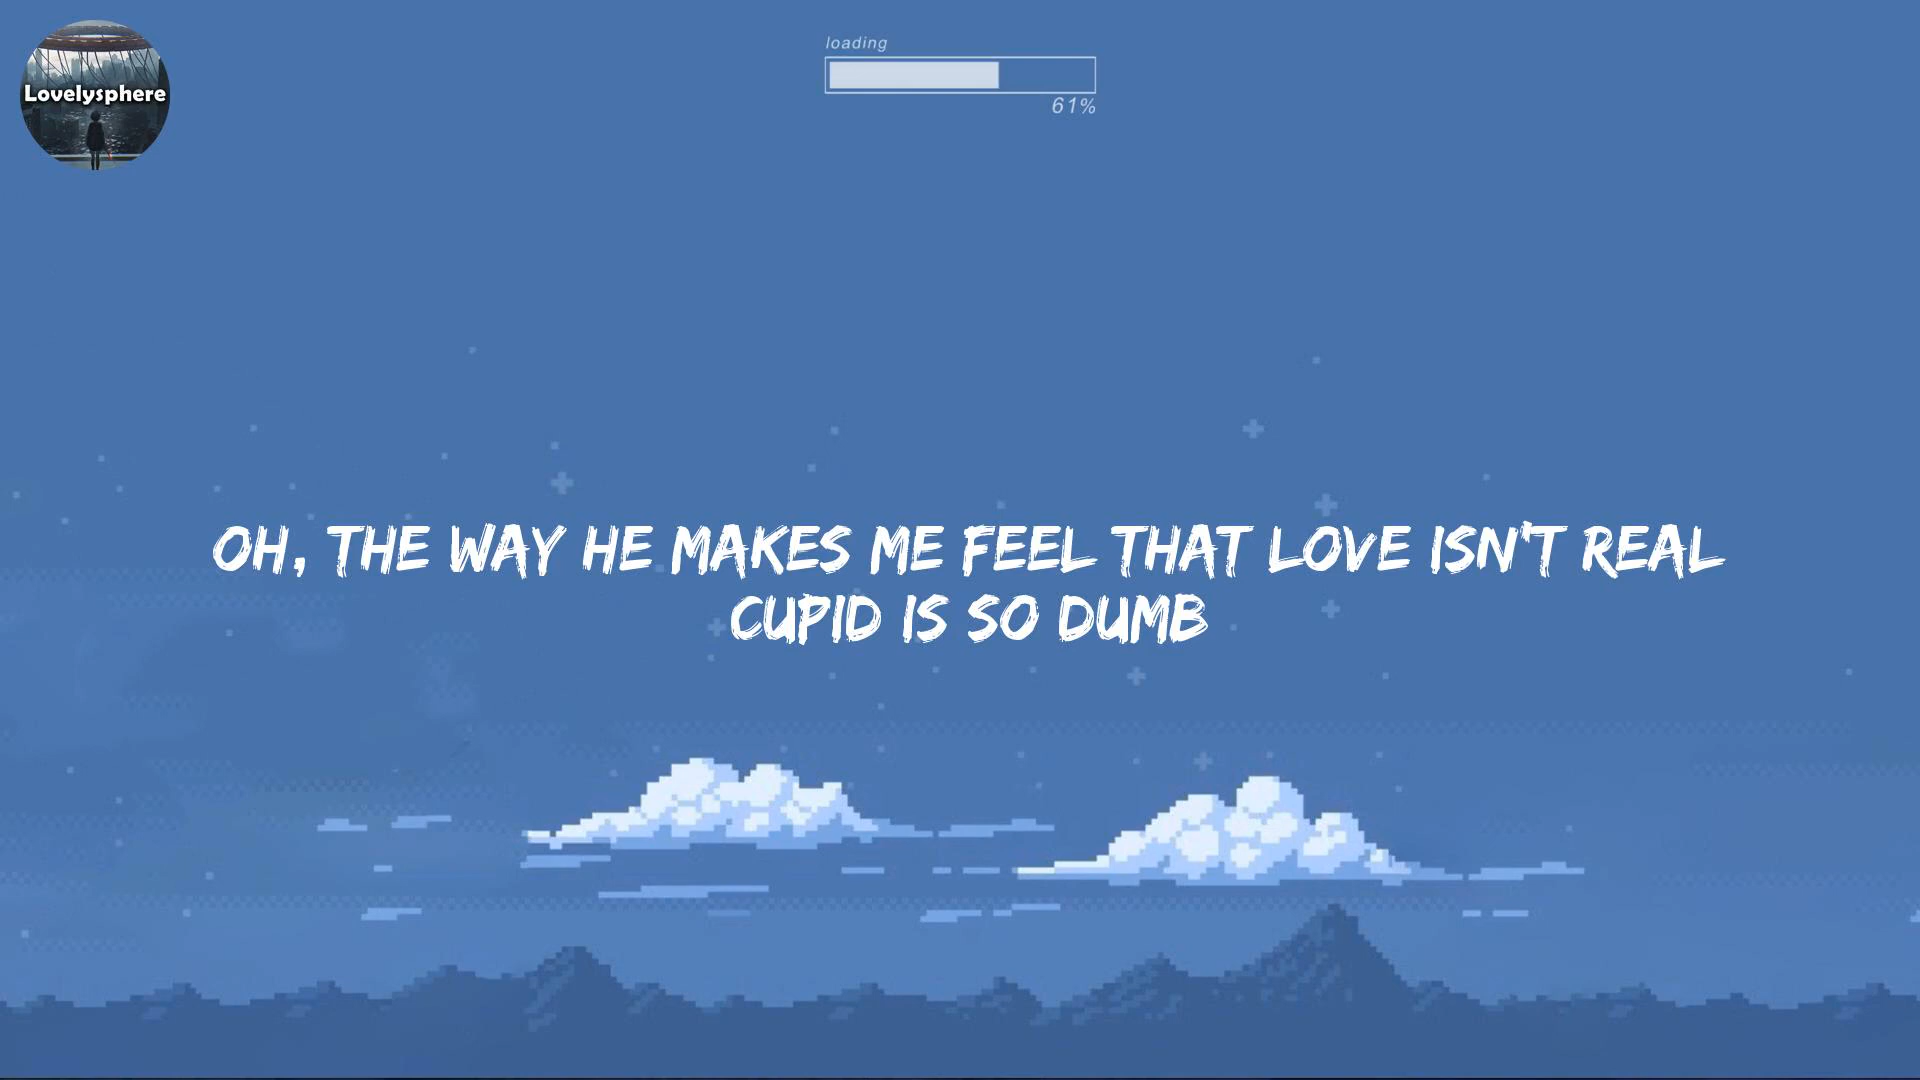 Lovelysphere
loading
61%
OH, THE WAY HE MAKES ME FEEL THAT LOVE ISN'T REAL
CUPID IS SO DUMB